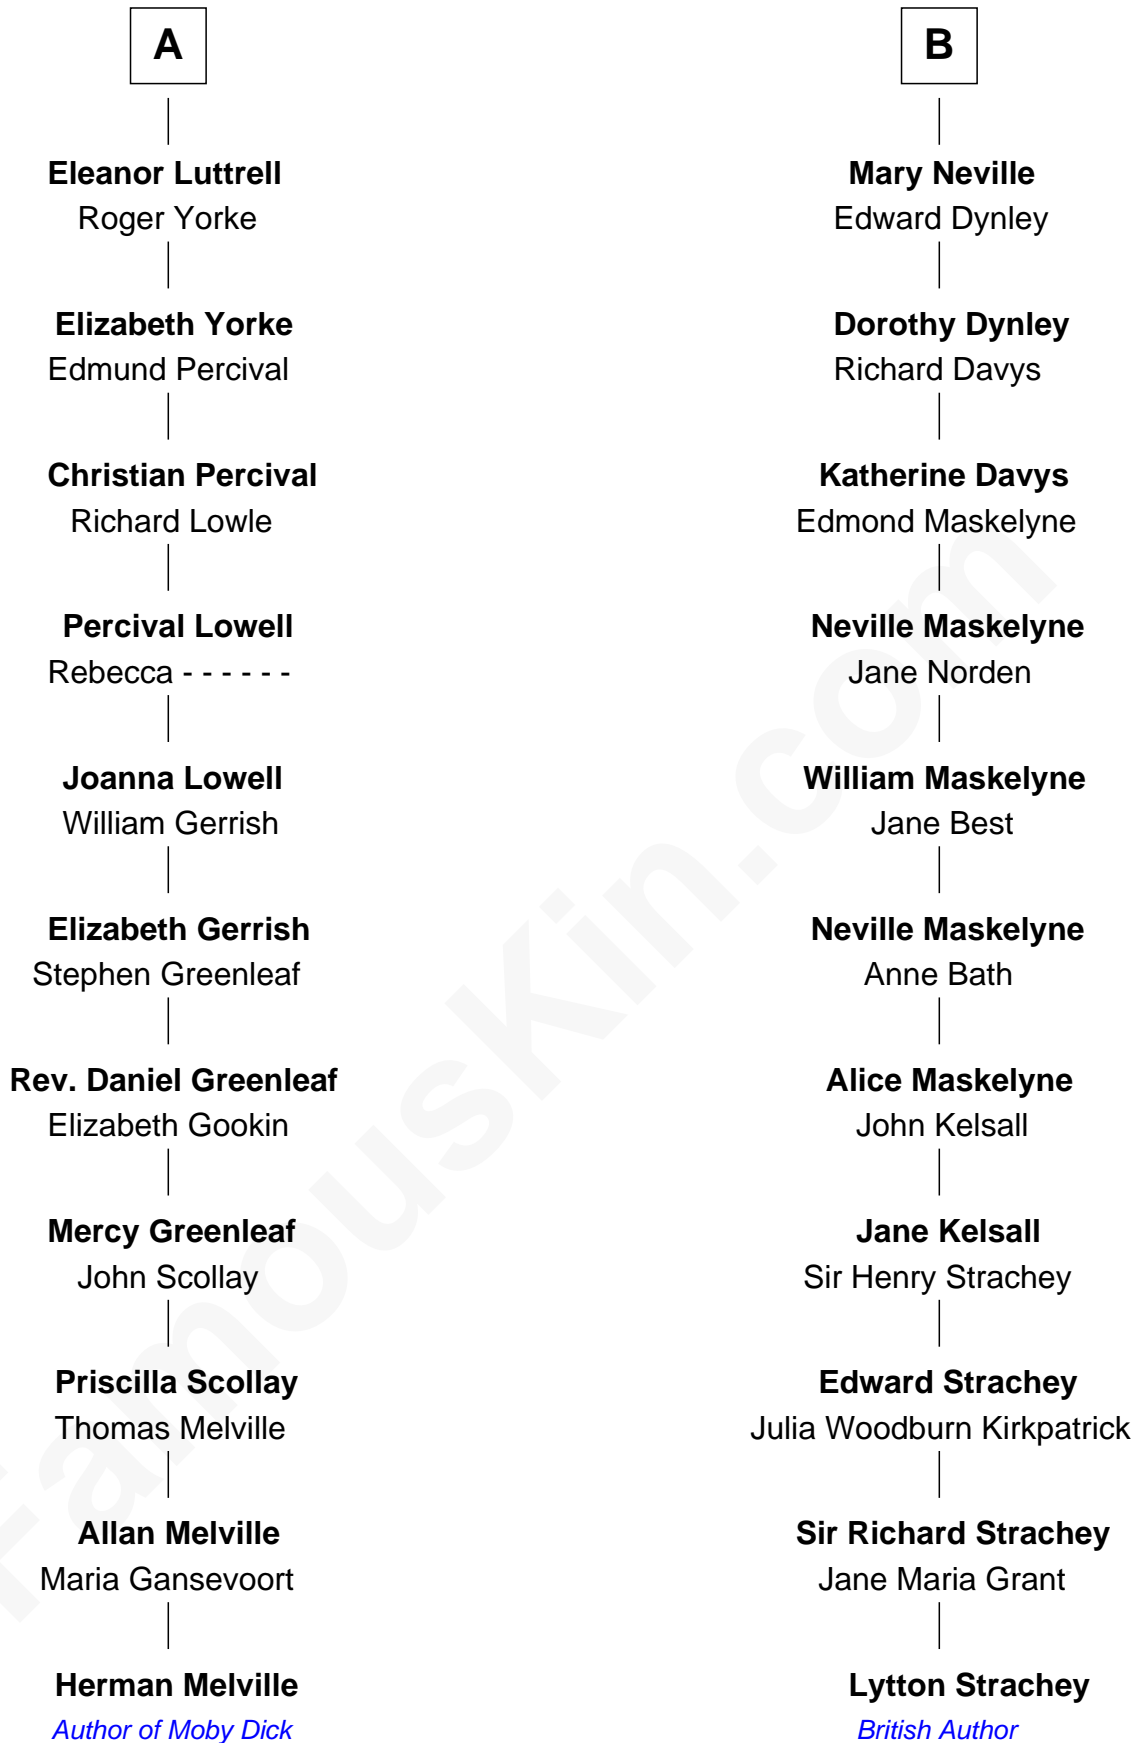 A
Eleanor Luttrell
Roger Yorke
Elizabeth Yorke
Edmund Percival
Christian Percival
Richard Lowle
Percival Lowell
Rebecca - - - - - -
Joanna Lowell
William Gerrish
Elizabeth Gerrish
Stephen Greenleaf
Rev. Daniel Greenleaf
Elizabeth Gookin
Mercy Greenleaf
John Scollay
Priscilla Scollay
Thomas Melville
Allan Melville
Maria Gansevoort
Herman Melville
Author of Moby Dick
B
Mary Neville
Edward Dynley
Dorothy Dynley
Richard Davys
Katherine Davys
Edmond Maskelyne
Neville Maskelyne
Jane Norden
William Maskelyne
Jane Best
Neville Maskelyne
Anne Bath
Alice Maskelyne
John Kelsall
Jane Kelsall
Sir Henry Strachey
Edward Strachey
Julia Woodburn Kirkpatrick
Sir Richard Strachey
Jane Maria Grant
Lytton Strachey
British Author
FamousKin.com